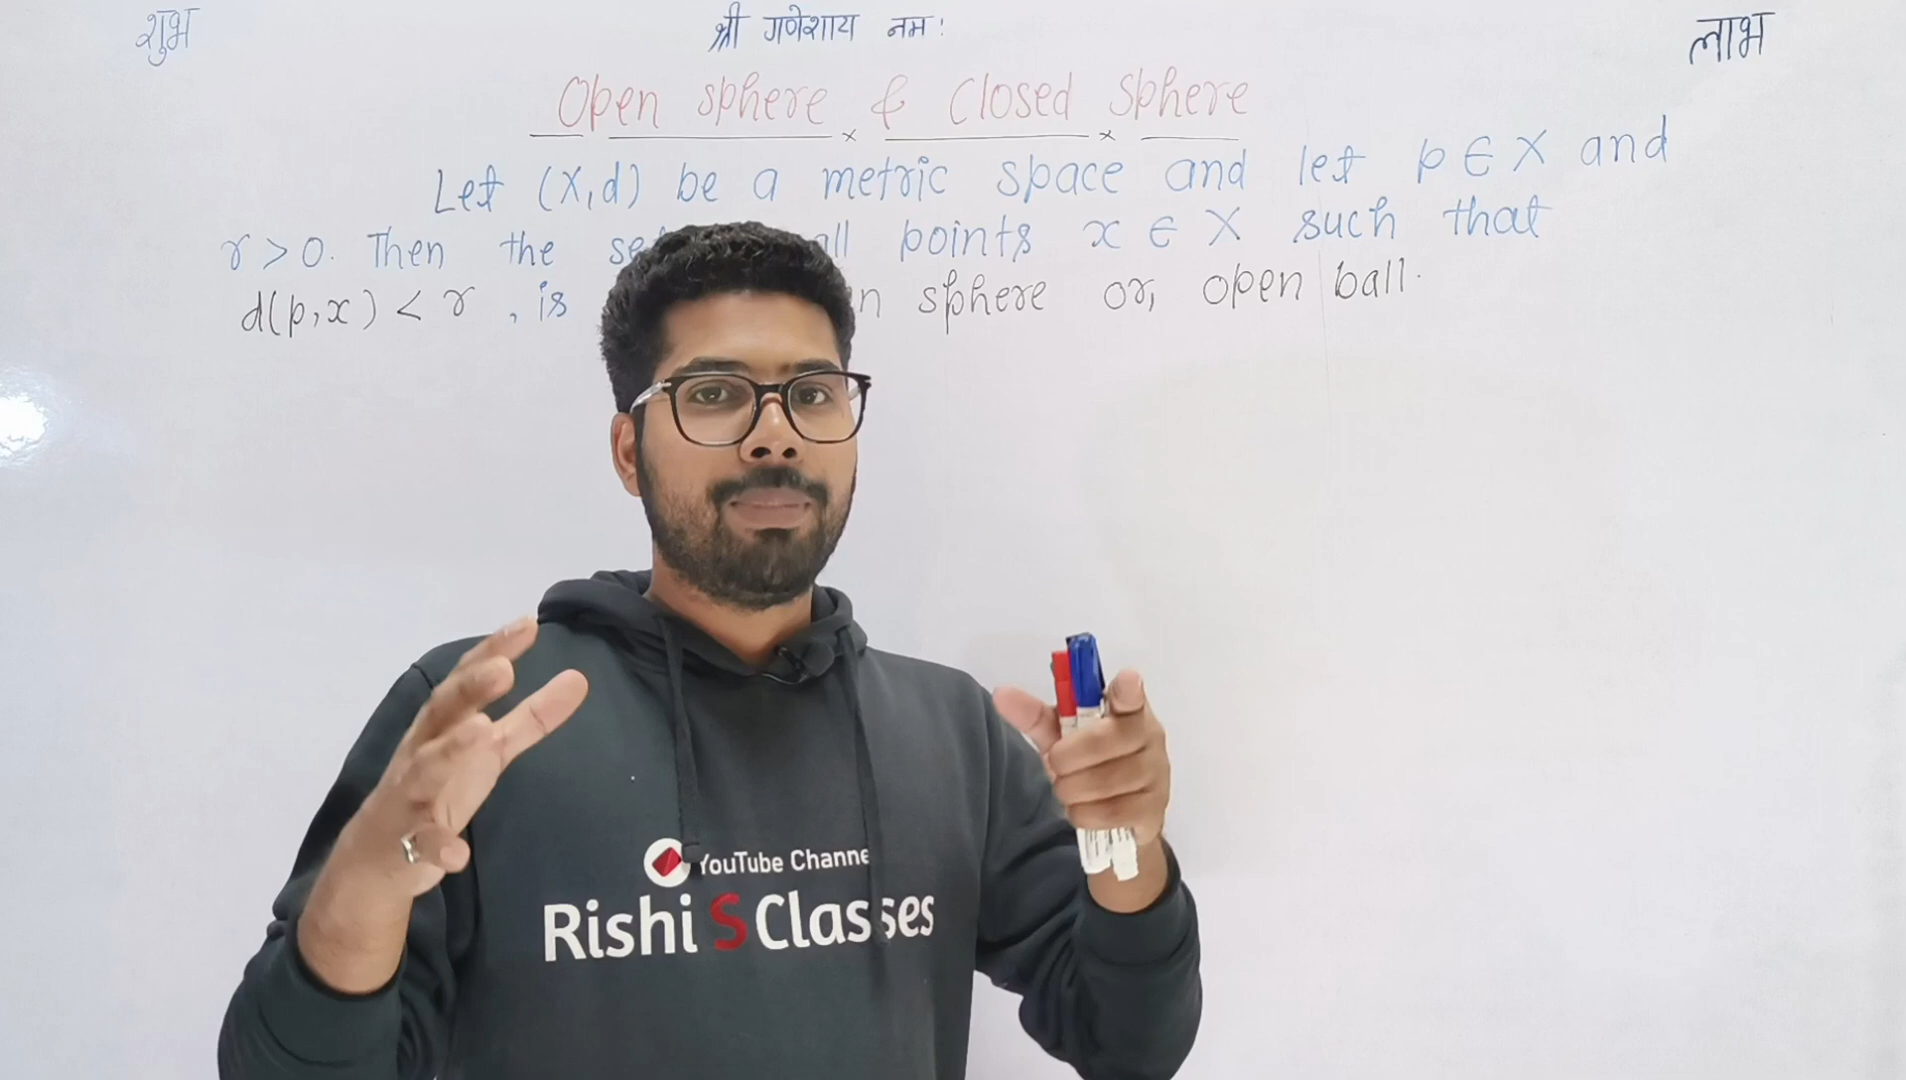 शुभ श्री गणेशाय नमः लाभ
Open sphere & Closed Sphere
Let (X,d) be a metric space and let p ∈ X and
r > 0. Then the points x ∈ X such that
d(p,x) < r , is sphere or, open ball.
YouTube Channe
Rishi S Classes